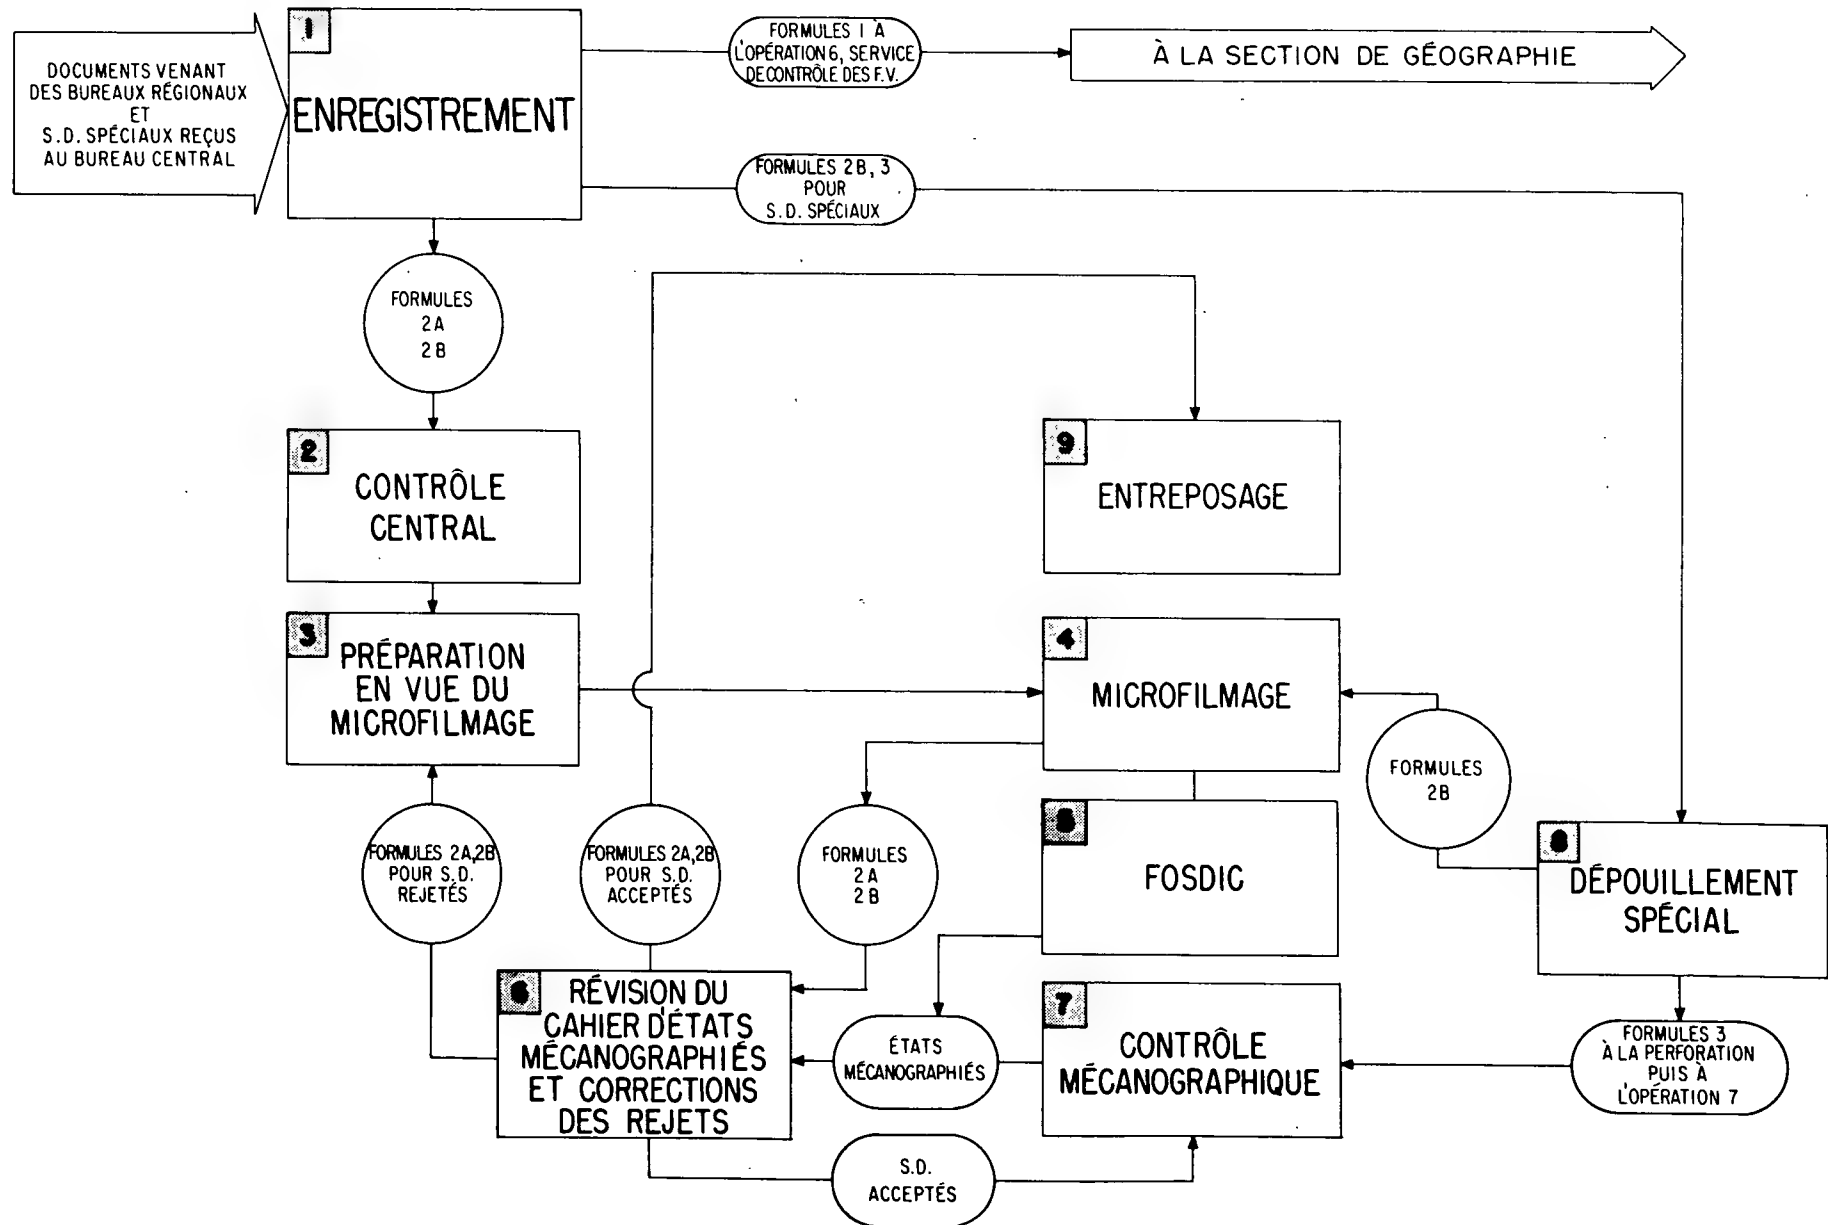 DOCUMENTS VENANT
DES BUREAUX RÉGIONAUX
ET
S.D. SPÉCIAUX REÇUS
AU BUREAU CENTRAL
1
ENREGISTREMENT
FORMULES 1 À
L'OPÉRATION 6, SERVICE
DE CONTRÔLE DES F.V.
À LA SECTION DE GÉOGRAPHIE
FORMULES 2B, 3
POUR
S.D. SPÉCIAUX
FORMULES
2A
2B
2
CONTRÔLE
CENTRAL
9
ENTREPOSAGE
3
PRÉPARATION
EN VUE DU
MICROFILMAGE
4
MICROFILMAGE
FORMULES
2B
FORMULES 2A,2B
POUR S.D.
REJETÉS
FORMULES 2A,2B
POUR S.D.
ACCEPTÉS
FORMULES
2A
2B
5
FOSDIC
8
DÉPOUILLEMENT
SPÉCIAL
6
RÉVISION DU
CAHIER D'ÉTATS
MÉCANOGRAPHIÉS
ET CORRECTIONS
DES REJETS
ÉTATS
MÉCANOGRAPHIÉS
7
CONTRÔLE
MÉCANOGRAPHIQUE
FORMULES 3
À LA PERFORATION
PUIS À
L'OPÉRATION 7
S.D.
ACCEPTÉS